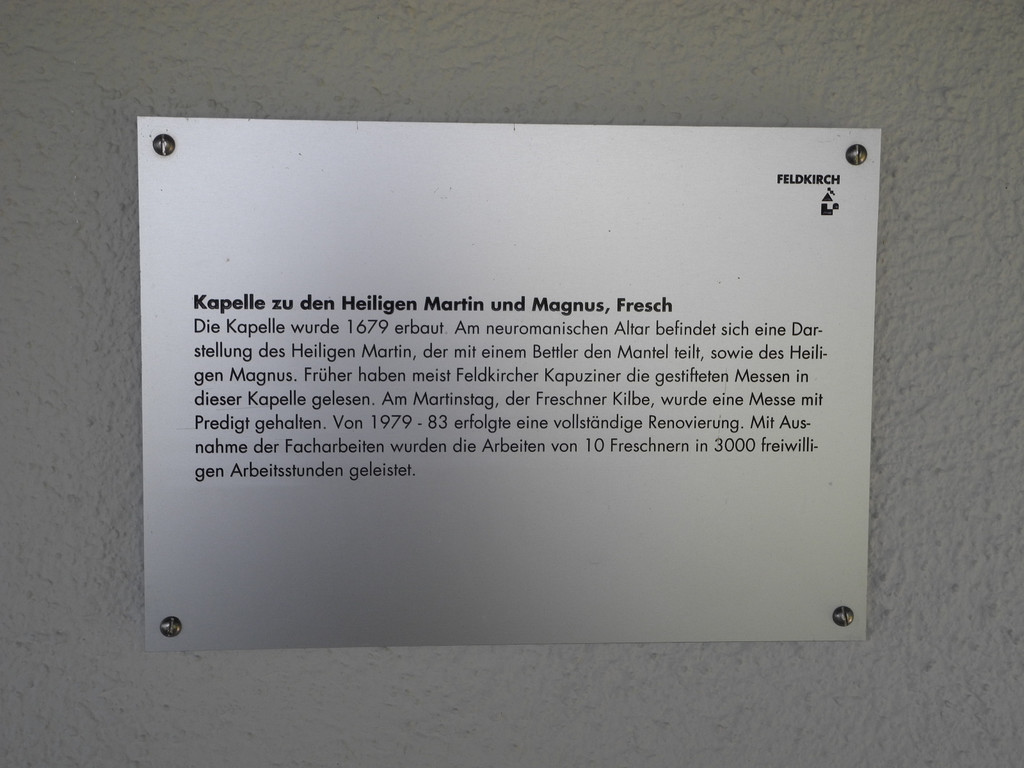 FELDKIRCH
Kapelle zu den Heiligen Martin und Magnus, Fresch
Die Kapelle wurde 1679 erbaut. Am neuromanischen Altar befindet sich eine Dar-
stellung des Heiligen Martin, der mit einem Bettler den Mantel teilt, sowie des Heili-
gen Magnus. Früher haben meist Feldkircher Kapuziner die gestifteten Messen in
dieser Kapelle gelesen. Am Martinstag, der Freschner Kilbe, wurde eine Messe mit
Predigt gehalten. Von 1979 - 83 erfolgte eine vollständige Renovierung. Mit Aus-
nahme der Facharbeiten wurden die Arbeiten von 10 Freschnern in 3000 freiwilli-
gen Arbeitsstunden geleistet.